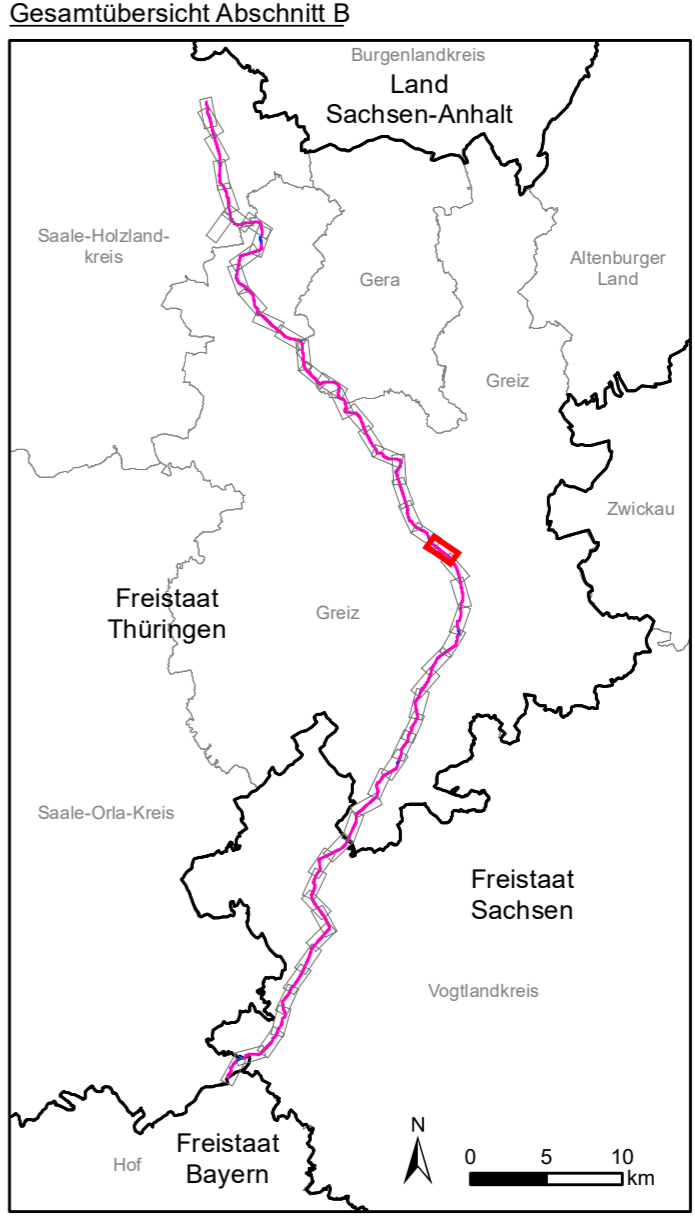 Gesamtübersicht Abschnitt B
Burgenlandkreis
Land
Sachsen-Anhalt
Saale-Holzland-
kreis
Altenburger
Land
Gera
Greiz
Zwickau
Freistaat
Thüringen
Greiz
Saale-Orla-Kreis
Freistaat
Sachsen
Vogtlandkreis
Freistaat
Bayern
Hof
N
0 5 10
km